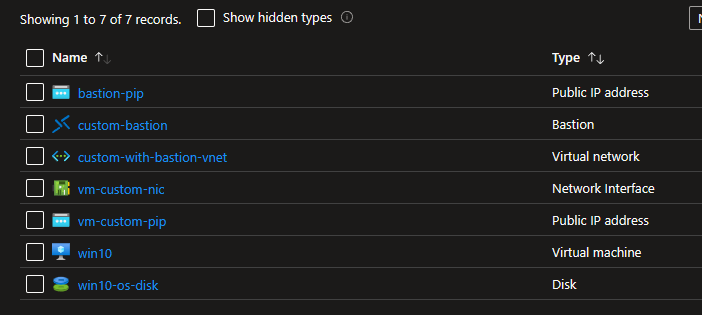 Showing 1 to 7 of 7 records. Show hidden types
Name Type
bastion-pip Public IP address
custom-bastion Bastion
custom-with-bastion-vnet Virtual network
vm-custom-nic Network Interface
vm-custom-pip Public IP address
win10 Virtual machine
win10-os-disk Disk